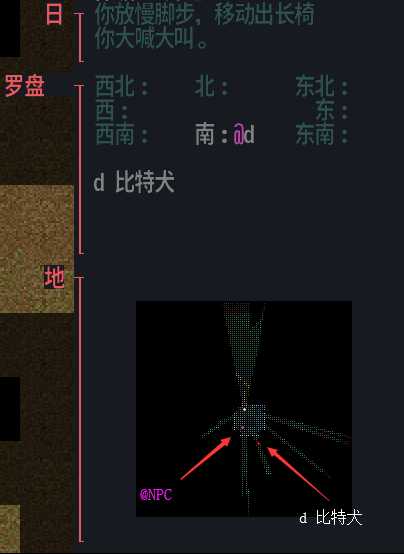 日
你放慢脚步，移动出长椅
你大喊大叫。
罗盘
西北： 北： 东北：
西： 东：
西南： 南：@d 东南：
d 比特犬
地
@NPC
d 比特犬